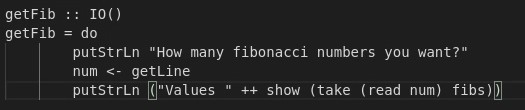 getFib :: IO()
getFib = do
        putStrLn "How many fibonacci numbers you want?"
        num <- getLine
        putStrLn ("Values " ++ show (take (read num) fibs))